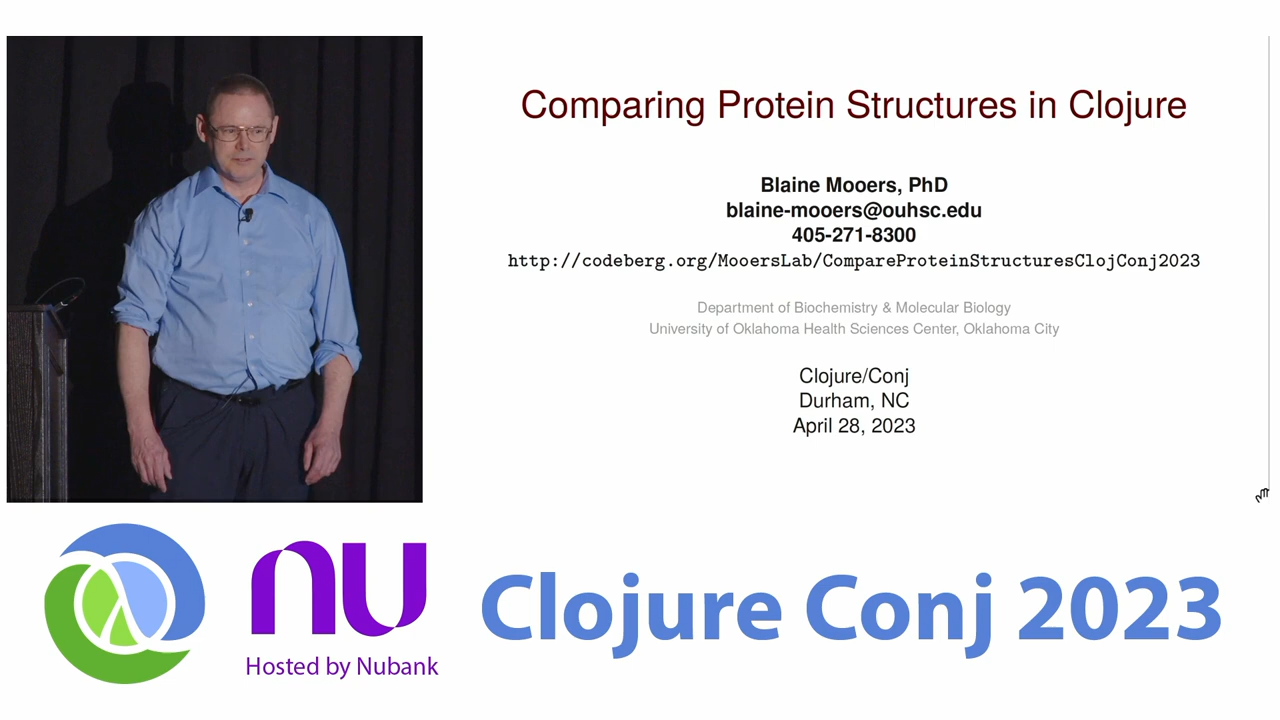 Comparing Protein Structures in Clojure
Blaine Mooers, PhD
blaine-mooers@ouhsc.edu
405-271-8300
http://codeberg.org/MooersLab/CompareProteinStructuresClojConj2023
Department of Biochemistry & Molecular Biology
University of Oklahoma Health Sciences Center, Oklahoma City
Clojure/Conj
Durham, NC
April 28, 2023
nu
Hosted by Nubank
Clojure Conj 2023